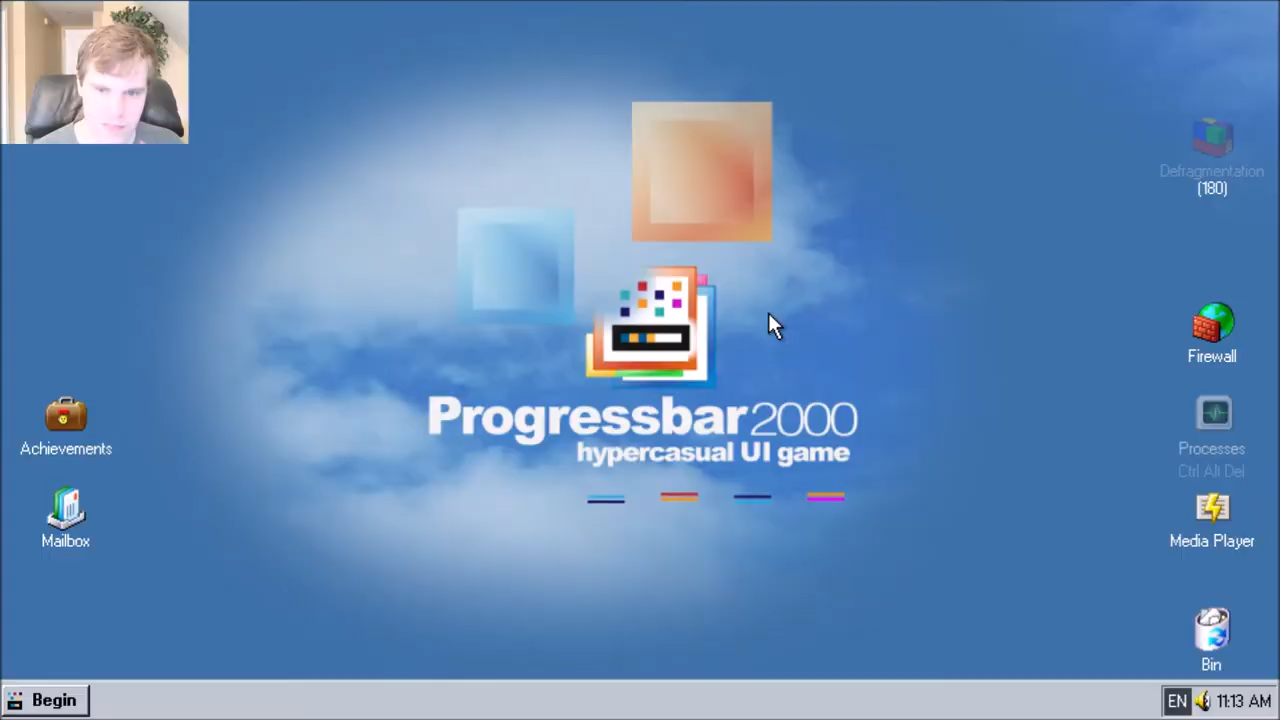 Defragmentation
(180)
Progressbar2000
hypercasual UI game
Firewall
Processes
Ctrl Alt Del
Media Player
Bin
Achievements
Mailbox
Begin
EN
11:13 AM